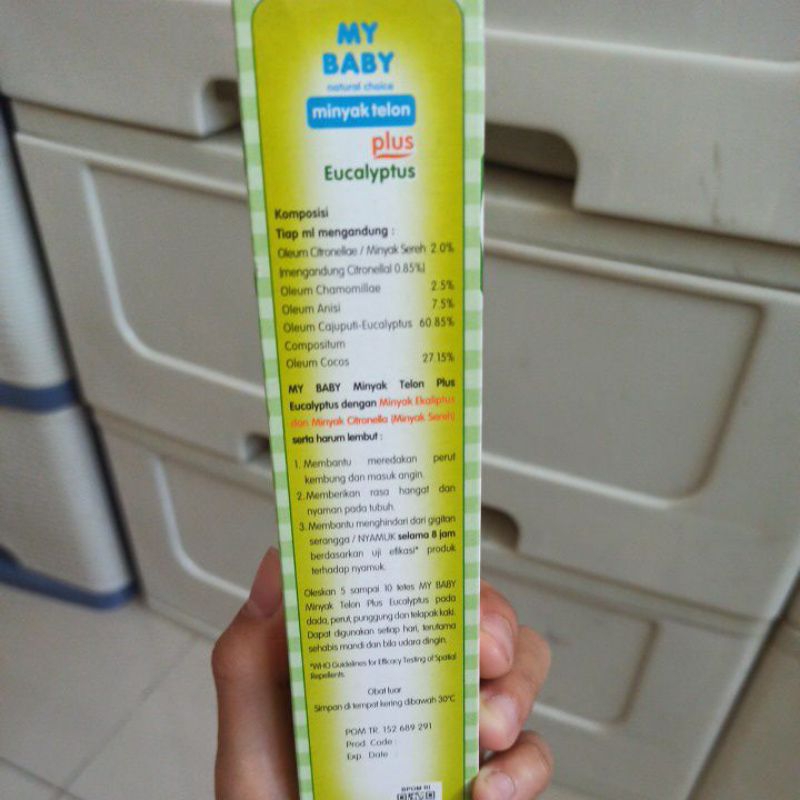 MY
BABY
natural choice
minyak telon
plus
Eucalyptus
Komposisi
Tiap ml mengandung :
Oleum Citronellae / Minyak Sereh 2.0%
(mengandung Citronellal 0.85%)
Oleum Chamomillae 2.5%
Oleum Anisi 7.5%
Oleum Cajuputi-Eucalyptus 60.85%
Compositum
Oleum Cocos 27.15%
MY BABY Minyak Telon Plus
Eucalyptus dengan Minyak Ekaliptus
dan Minyak Citronella (Minyak Sereh)
serta harum lembut :
1. Membantu meredakan perut
kembung dan masuk angin.
2. Memberikan rasa hangat dan
nyaman pada tubuh.
3. Membantu menghindari dari gigitan
serangga / NYAMUK selama 8 jam
berdasarkan uji efikasi* produk
terhadap nyamuk.
Oleskan 5 sampai 10 tetes MY BABY
Minyak Telon Plus Eucalyptus pada
dada, perut, punggung dan telapak kaki.
Dapat digunakan setiap hari, terutama
sehabis mandi dan bila udara dingin.
*WHO Guidelines for Efficacy Testing of Spatial
Repellents.
Obat luar
Simpan di tempat kering dibawah 30°C
POM TR. 152 689 291
Prod. Code :
Exp. Date :
BPOM RI